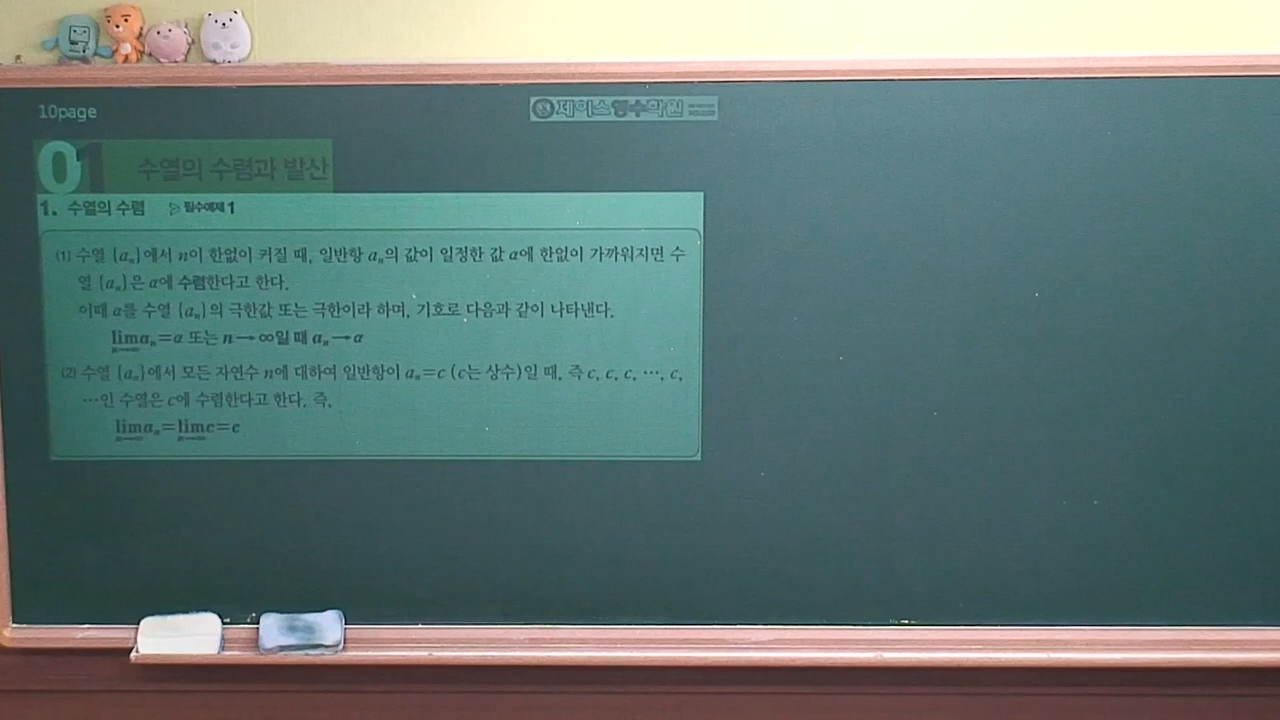 10page
제이스영수학원
01 수열의 수렴과 발산
1. 수열의 수렴 ▷ 필수예제 1
(1) 수열 {aₙ}에서 n이 한없이 커질 때, 일반항 aₙ의 값이 일정한 값 α에 한없이 가까워지면 수
열 {aₙ}은 α에 수렴한다고 한다.
이때 α를 수열 {aₙ}의 극한값 또는 극한이라 하며, 기호로 다음과 같이 나타낸다.
lim_{n→∞} aₙ=α 또는 n→∞일 때 aₙ→α
(2) 수열 {aₙ}에서 모든 자연수 n에 대하여 일반항이 aₙ=c (c는 상수)일 때, 즉 c, c, c, ⋯, c,
⋯인 수열은 c에 수렴한다고 한다. 즉,
lim_{n→∞} aₙ=lim_{n→∞} c=c